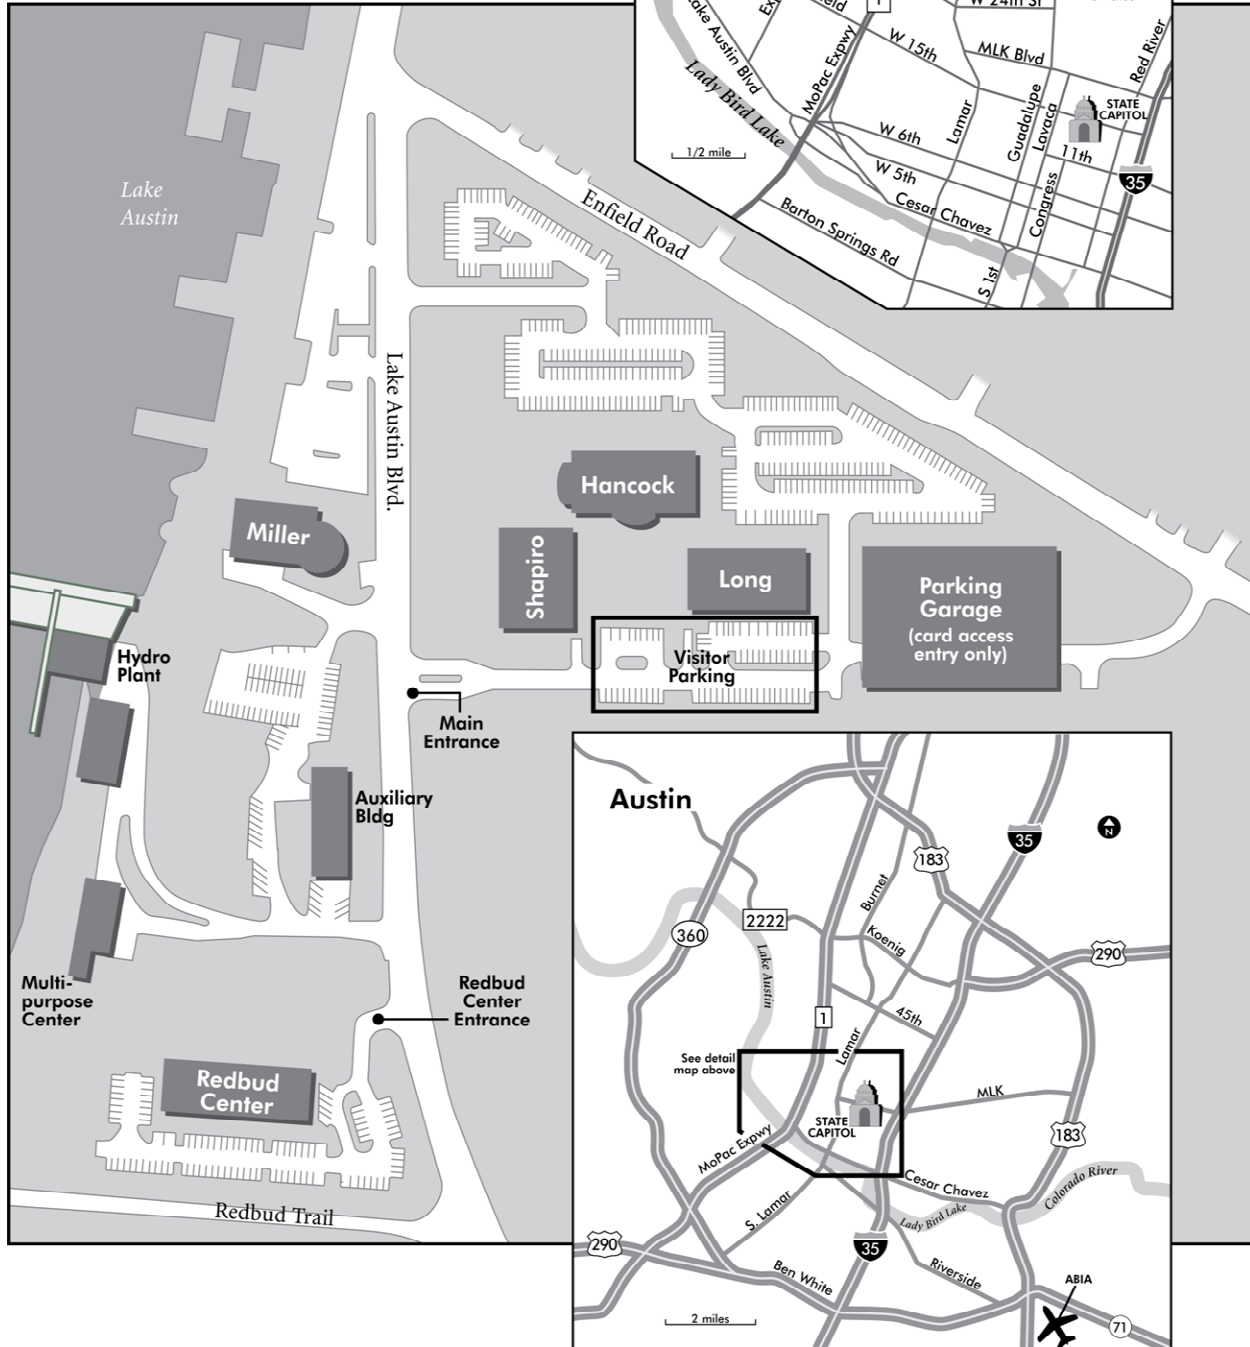 W 24th St
Lake Austin Blvd
W 15th
MLK Blvd
Red River
MoPac Expwy
Lady Bird Lake
Lamar
Guadalupe
Lavaca
STATE
CAPITOL
W 6th
11th
1/2 mile
W 5th
35
Congress
Cesar Chavez
Barton Springs Rd
S 1st
Lake
Austin
Enfield Road
Lake Austin Blvd.
Hancock
Miller
Shapiro
Long
Parking
Garage
(card access
entry only)
Visitor
Parking
Hydro
Plant
Main
Entrance
Auxiliary
Bldg
Multi-
purpose
Center
Redbud
Center
Entrance
Redbud
Center
Redbud Trail
Austin
N
35
183
Burnet
2222
360
Koenig
290
Lake Austin
1
45th
Lamar
See detail
map above
MLK
STATE
CAPITOL
183
MoPac Expwy
Cesar Chavez
Colorado River
S. Lamar
Lady Bird Lake
290
35
Riverside
Ben White
ABIA
2 miles
71